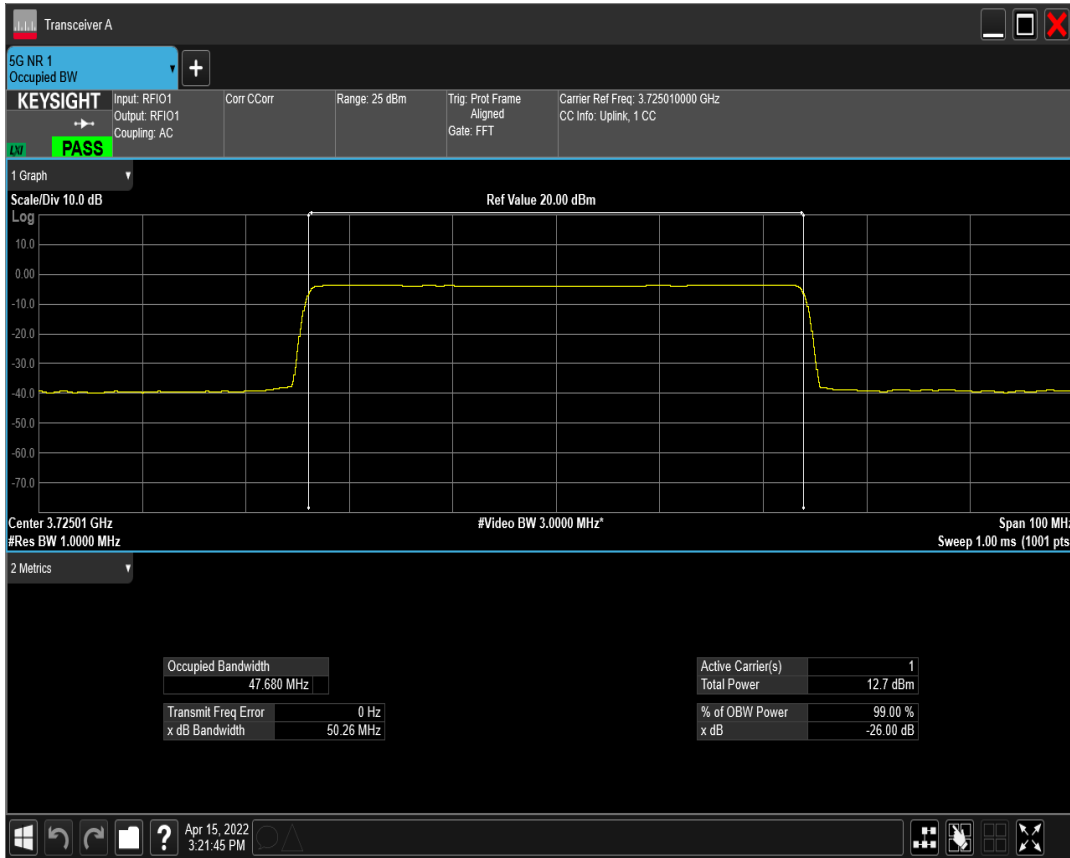 Transceiver A
5G NR 1
Occupied BW
KEYSIGHT
LXI
PASS
Input: RFIO1
Output: RFIO1
Coupling: AC
Corr CCorr
Range: 25 dBm
Trig: Prot Frame
Aligned
Gate: FFT
Carrier Ref Freq: 3.725010000 GHz
CC Info: Uplink, 1 CC
1 Graph
Scale/Div 10.0 dB
Ref Value 20.00 dBm
Log
10.0
0.00
-10.0
-20.0
-30.0
-40.0
-50.0
-60.0
-70.0
Center 3.72501 GHz
#Video BW 3.0000 MHz*
Span 100 MHz
#Res BW 1.0000 MHz
Sweep 1.00 ms (1001 pts
2 Metrics
Occupied Bandwidth
47.680 MHz
Transmit Freq Error 0 Hz
x dB Bandwidth 50.26 MHz
Active Carrier(s) 1
Total Power 12.7 dBm
% of OBW Power 99.00 %
x dB -26.00 dB
?
Apr 15, 2022
3:21:45 PM